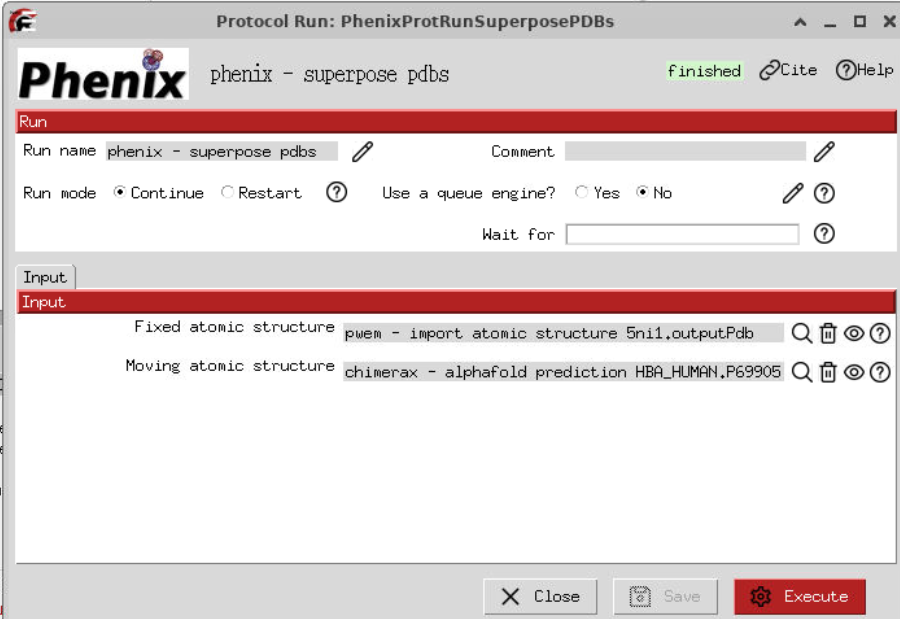 Protocol Run: PhenixProtRunSuperposePDBs
Phenix phenix - superpose pdbs finished Cite Help
Run
Run name phenix - superpose pdbs Comment
Run mode Continue Restart Use a queue engine? Yes No
Wait for
Input
Input
Fixed atomic structure pwem - import atomic structure 5ni1.outputPdb
Moving atomic structure chimerax - alphafold prediction HBA_HUMAN.P69905
Close Save Execute